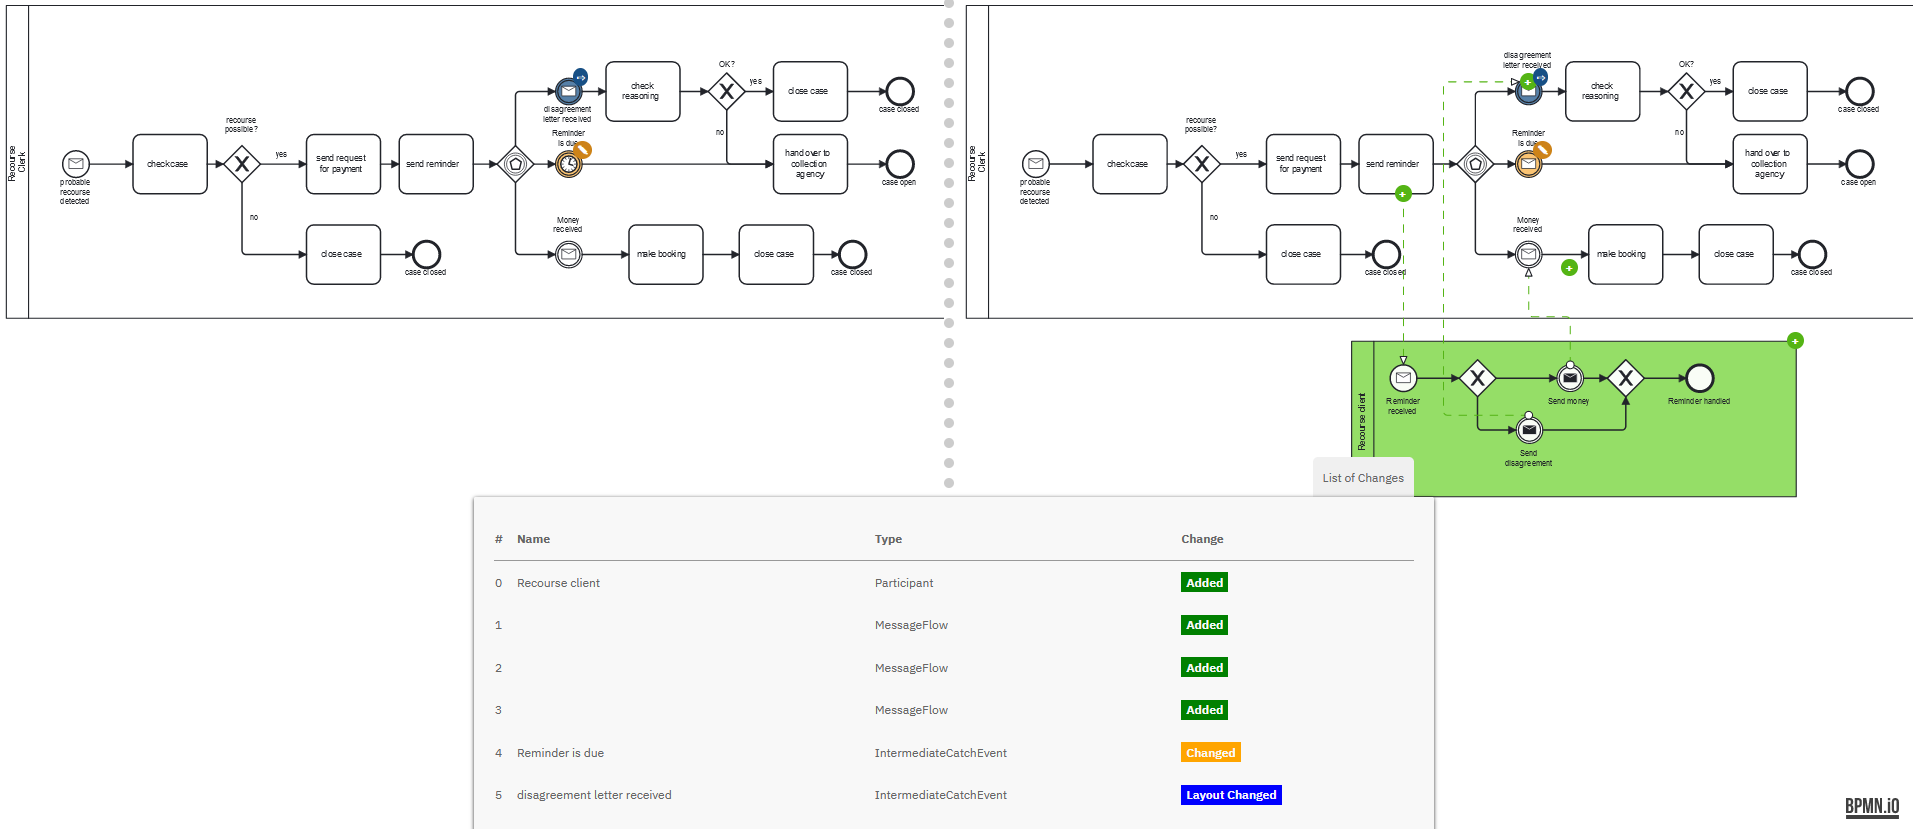 Recourse
Clerk
probable
recourse
detected
checkcase
recourse
possible?
yes
no
send request
for payment
send reminder
close case
case closed
disagreement
letter received
Reminder
is due
Money
received
check
reasoning
OK?
yes
no
close case
case closed
hand over to
collection
agency
case open
make booking
close case
case closed
Recourse
Clerk
probable
recourse
detected
checkcase
recourse
possible?
yes
no
send request
for payment
send reminder
close case
case closed
disagreement
letter received
Reminder
is due
Money
received
check
reasoning
OK?
yes
no
close case
case closed
hand over to
collection
agency
case open
make booking
close case
case closed
Recourse client
Reminder
received
Send money
Send
disagreement
Reminder handled
List of Changes
# Name Type Change
0 Recourse client Participant Added
1 MessageFlow Added
2 MessageFlow Added
3 MessageFlow Added
4 Reminder is due IntermediateCatchEvent Changed
5 disagreement letter received IntermediateCatchEvent Layout Changed
BPMN.iO